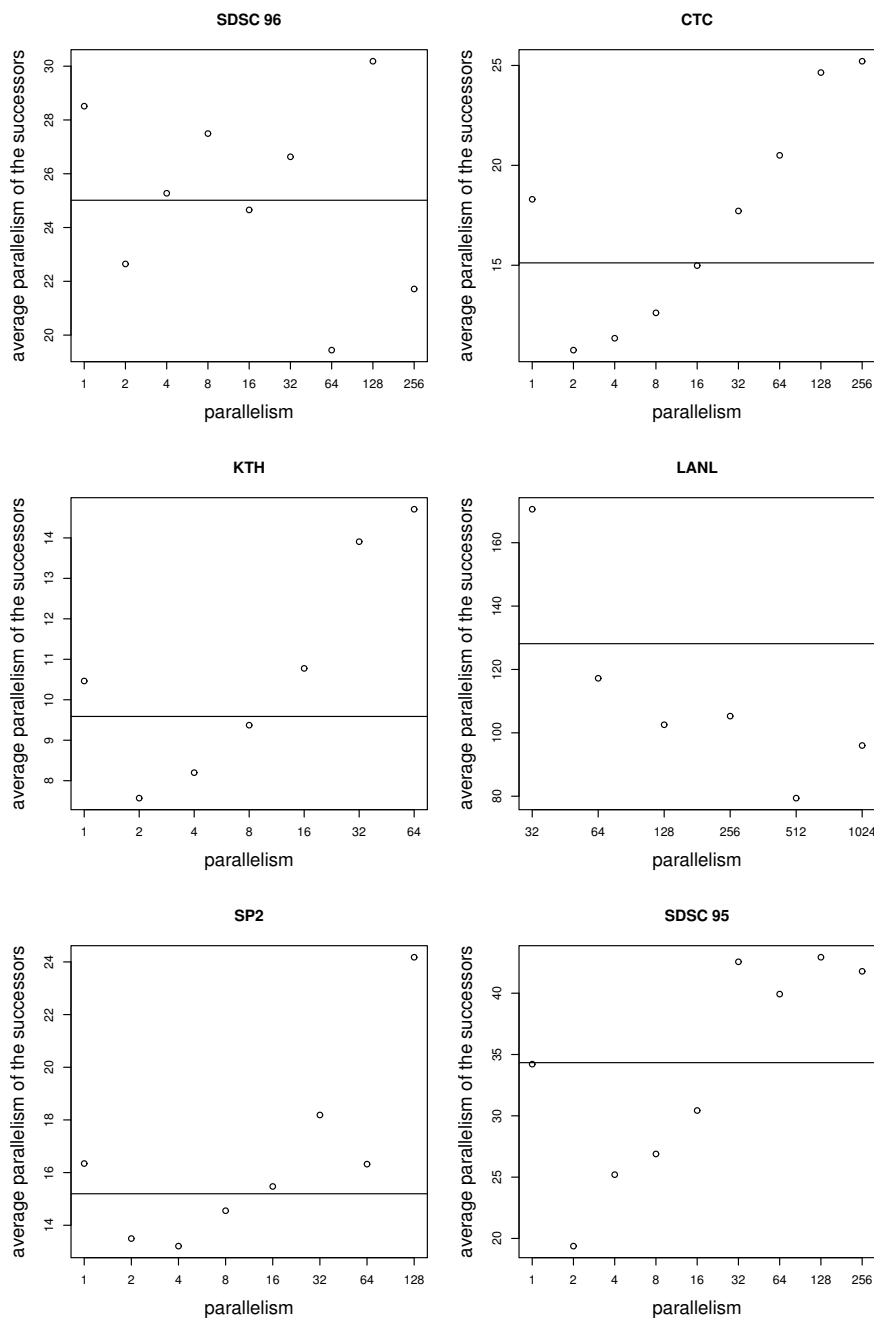 SDSC 96
average parallelism of the successors
30
28
26
24
22
20
1 2 4 8 16 32 64 128 256
parallelism
CTC
average parallelism of the successors
25
20
15
1 2 4 8 16 32 64 128 256
parallelism
KTH
average parallelism of the successors
14
13
12
11
10
9
8
1 2 4 8 16 32 64
parallelism
LANL
average parallelism of the successors
160
140
120
100
80
32 64 128 256 512 1024
parallelism
SP2
average parallelism of the successors
24
22
20
18
16
14
1 2 4 8 16 32 64 128
parallelism
SDSC 95
average parallelism of the successors
40
35
30
25
20
1 2 4 8 16 32 64 128 256
parallelism